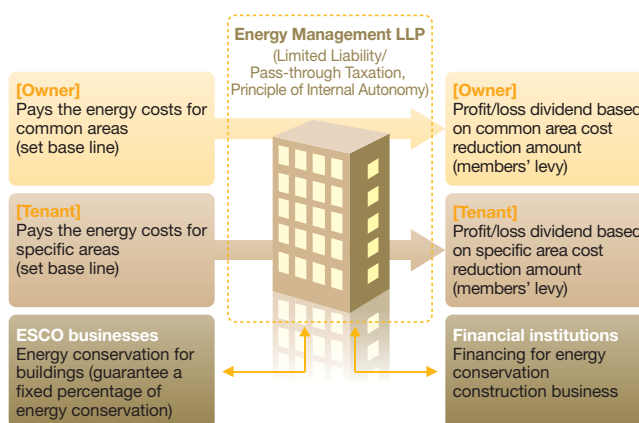 Energy Management LLP
(Limited Liability/
Pass-through Taxation,
Principle of Internal Autonomy)
[Owner]
Pays the energy costs for
common areas
(set base line)
[Owner]
Profit/loss dividend based
on common area cost
reduction amount
(members’ levy)
[Tenant]
Pays the energy costs for
specific areas
(set base line)
[Tenant]
Profit/loss dividend based
on specific area cost
reduction amount
(members’ levy)
ESCO businesses
Energy conservation for
buildings (guarantee a
fixed percentage of
energy conservation)
Financial institutions
Financing for energy
conservation
construction business